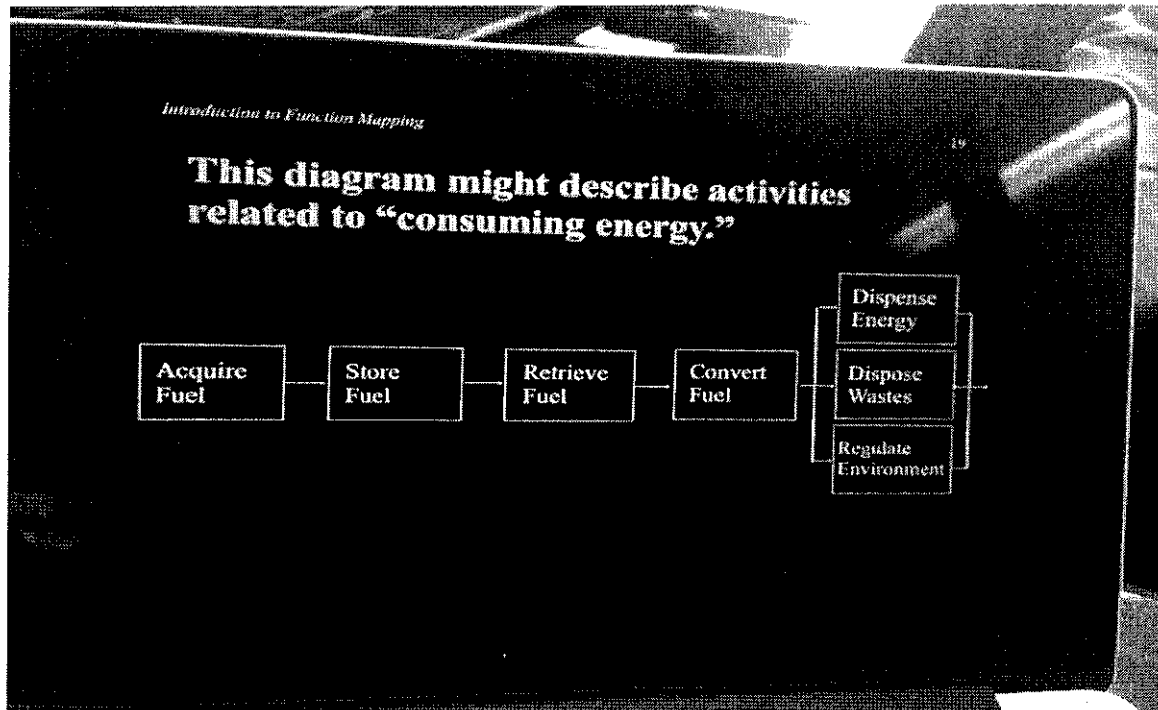 Introduction to Function Mapping
19
This diagram might describe activities
related to “consuming energy.”
Acquire
Fuel
Store
Fuel
Retrieve
Fuel
Convert
Fuel
Dispense
Energy
Dispose
Wastes
Regulate
Environment